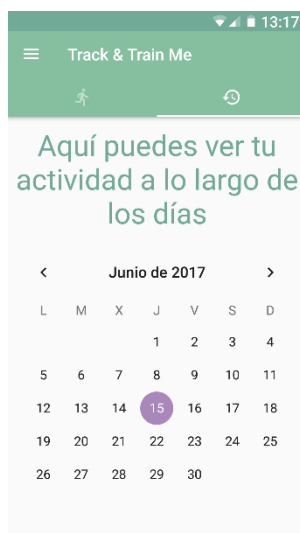 13:17
Track & Train Me
Aquí puedes ver tu
actividad a lo largo de
los días
Junio de 2017
L M X J V S D
1 2 3 4
5 6 7 8 9 10 11
12 13 14 15 16 17 18
19 20 21 22 23 24 25
26 27 28 29 30